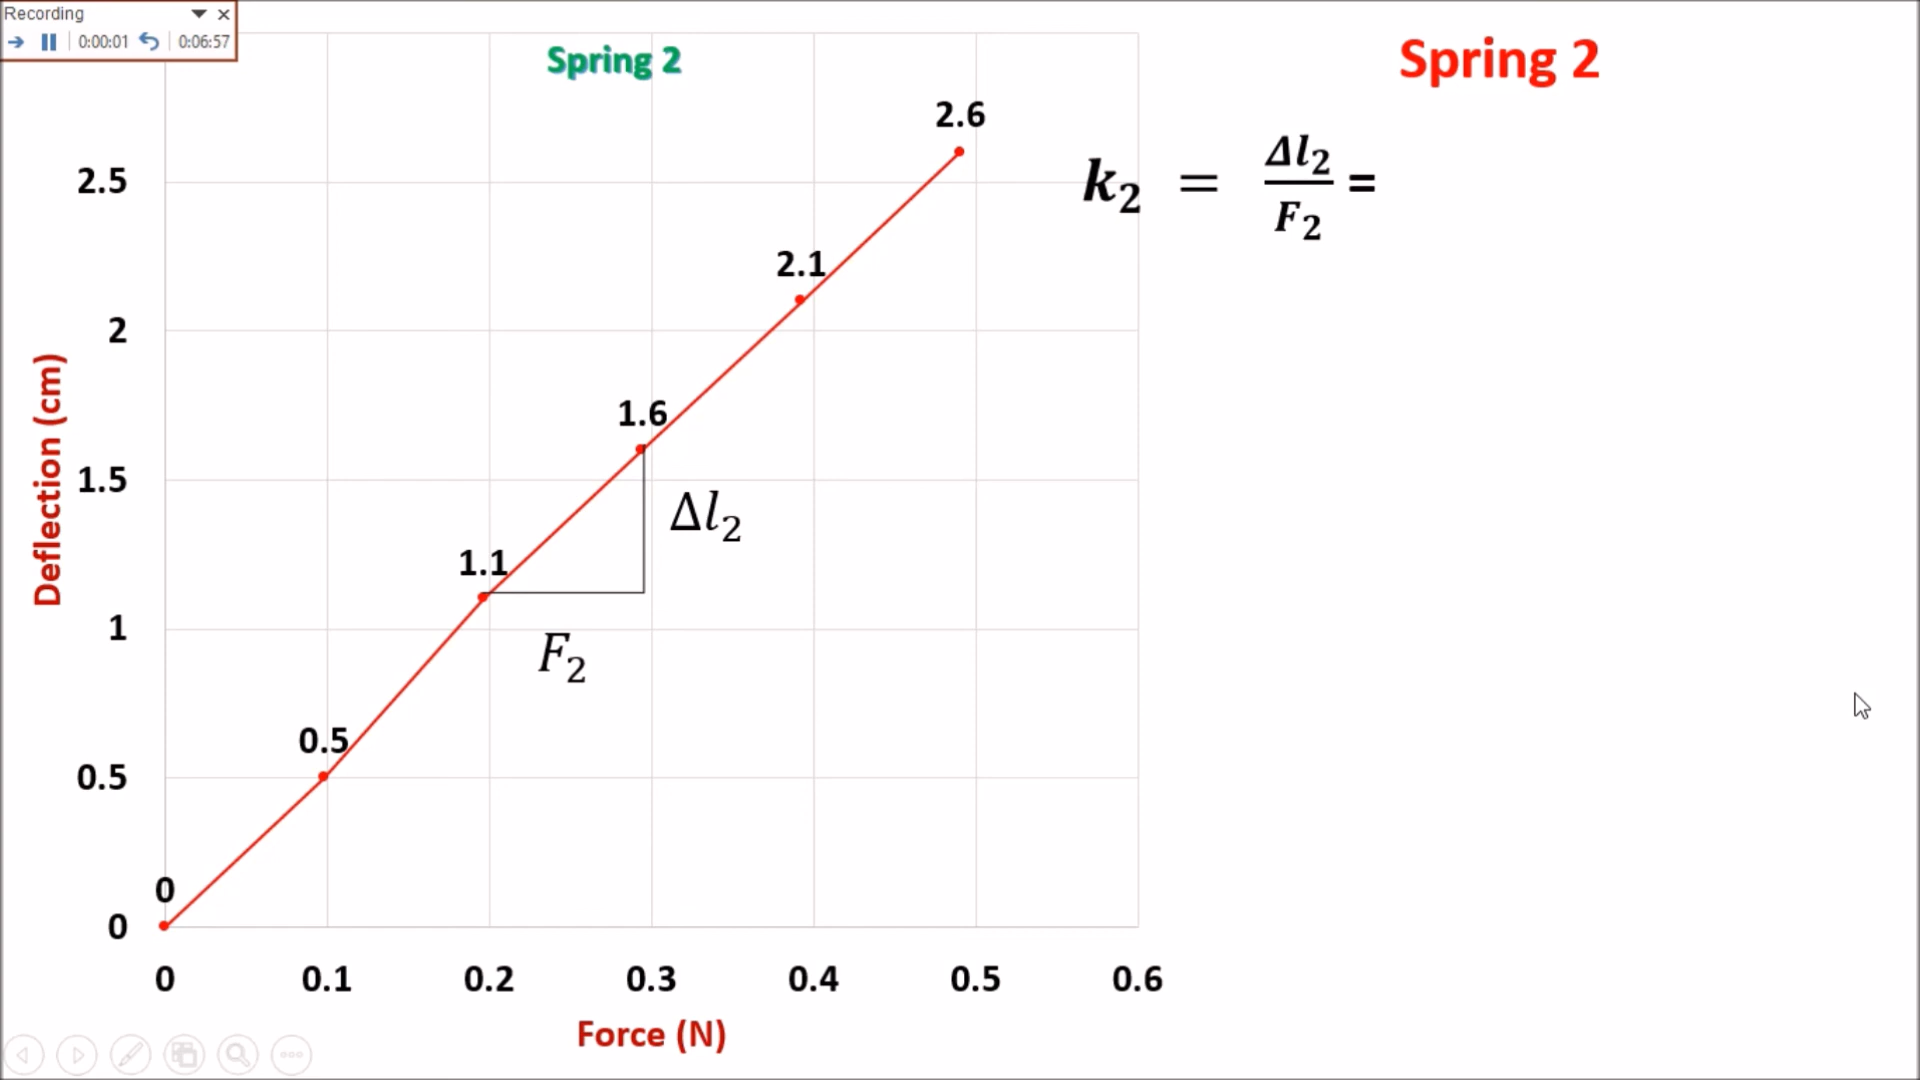 Recording
0:00:01 0:06:57
Spring 2
Spring 2
k₂ = Δl₂/F₂ =
2.6
2.5
2.1
2
1.6
1.5
Δl₂
1.1
1
F₂
0.5
0.5
0
0
0 0.1 0.2 0.3 0.4 0.5 0.6
Deflection (cm)
Force (N)